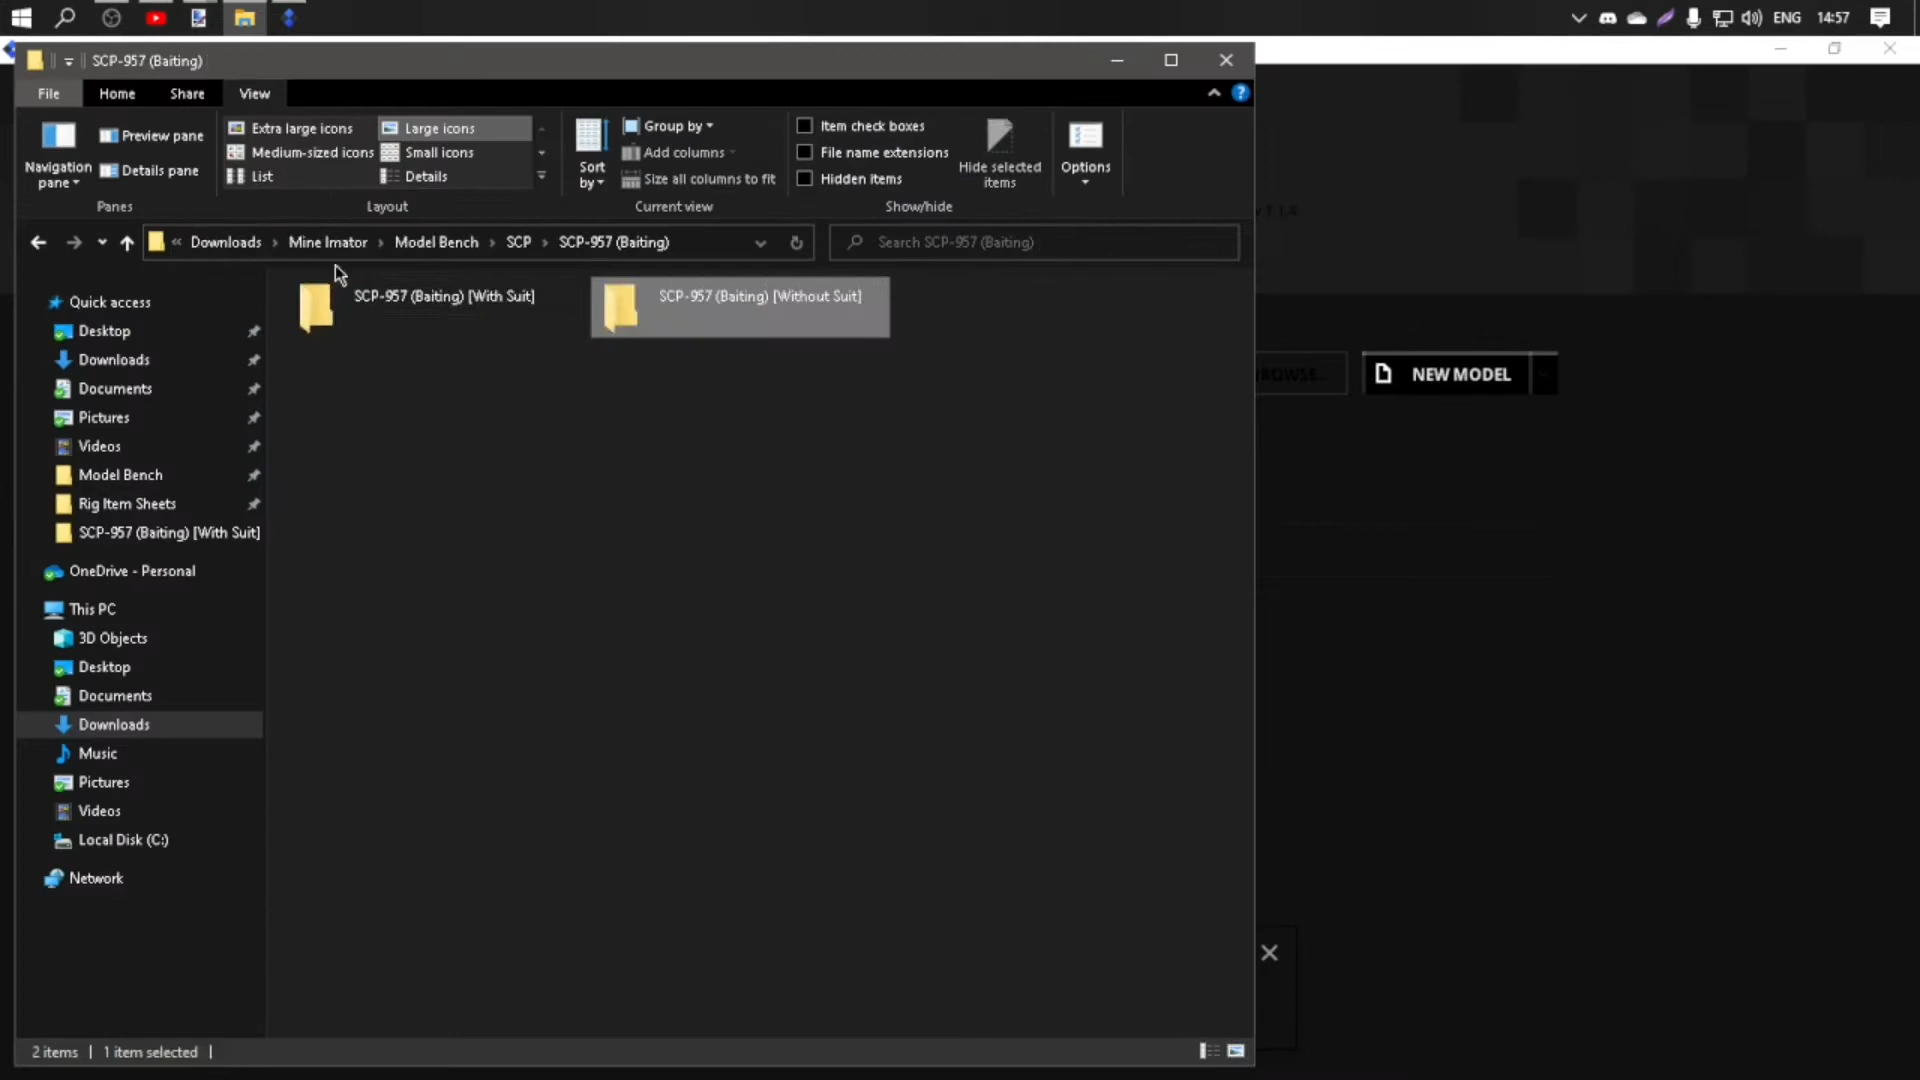 ENG 14:57
SCP-957 (Baiting)
File Home Share View
Navigation pane
Preview pane
Details pane
Panes
Extra large icons
Large icons
Medium-sized icons
Small icons
List
Details
Layout
Sort by
Group by
Add columns
Size all columns to fit
Current view
Item check boxes
File name extensions
Hidden items
Hide selected items
Show/hide
Options
« Downloads › Mine Imator › Model Bench › SCP › SCP-957 (Baiting)
Search SCP-957 (Baiting)
Quick access
Desktop
Downloads
Documents
Pictures
Videos
Model Bench
Rig Item Sheets
SCP-957 (Baiting) [With Suit]
OneDrive - Personal
This PC
3D Objects
Desktop
Documents
Downloads
Music
Pictures
Videos
Local Disk (C:)
Network
SCP-957 (Baiting) [With Suit]
SCP-957 (Baiting) [Without Suit]
NEW MODEL
2 items | 1 item selected |